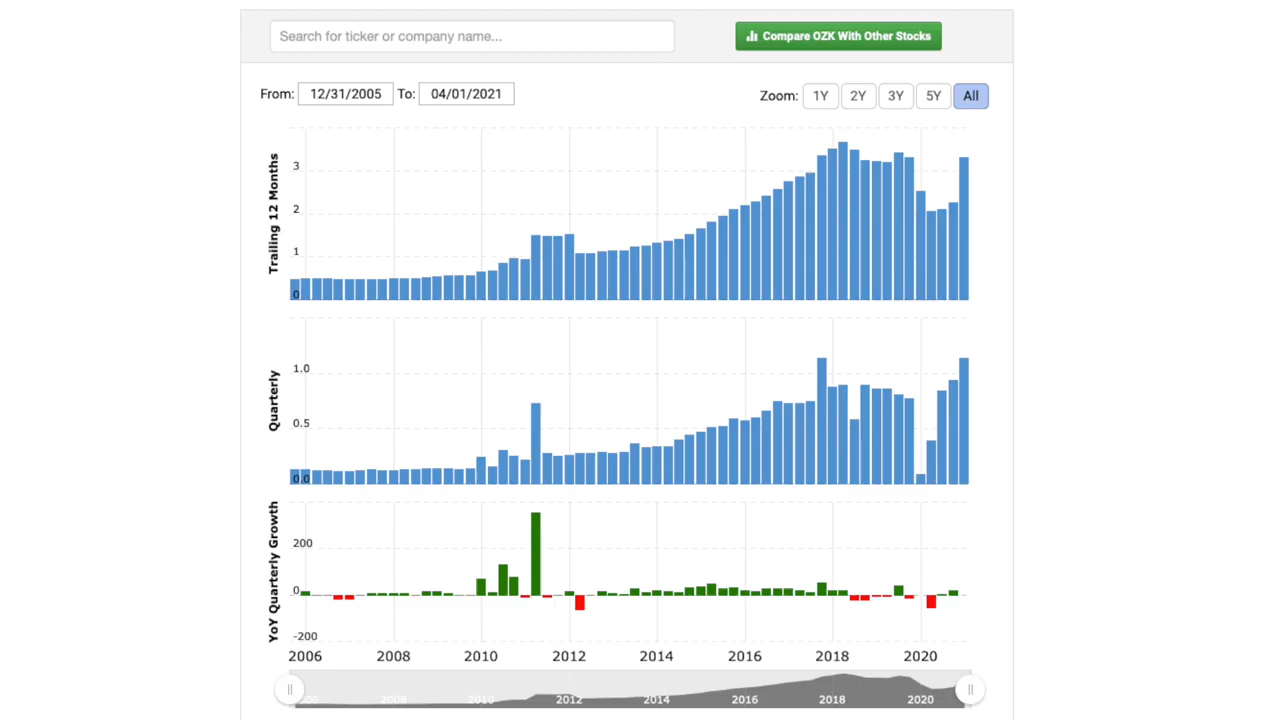 Search for ticker or company name...
Compare OZK With Other Stocks
From: 12/31/2005 To: 04/01/2021
Zoom: 1Y 2Y 3Y 5Y All
Trailing 12 Months
3
2
1
0
Quarterly
1.0
0.5
0.0
YoY Quarterly Growth
200
0
-200
2006 2008 2010 2012 2014 2016 2018 2020
06 2008 2010 2012 2014 2016 2018 2020